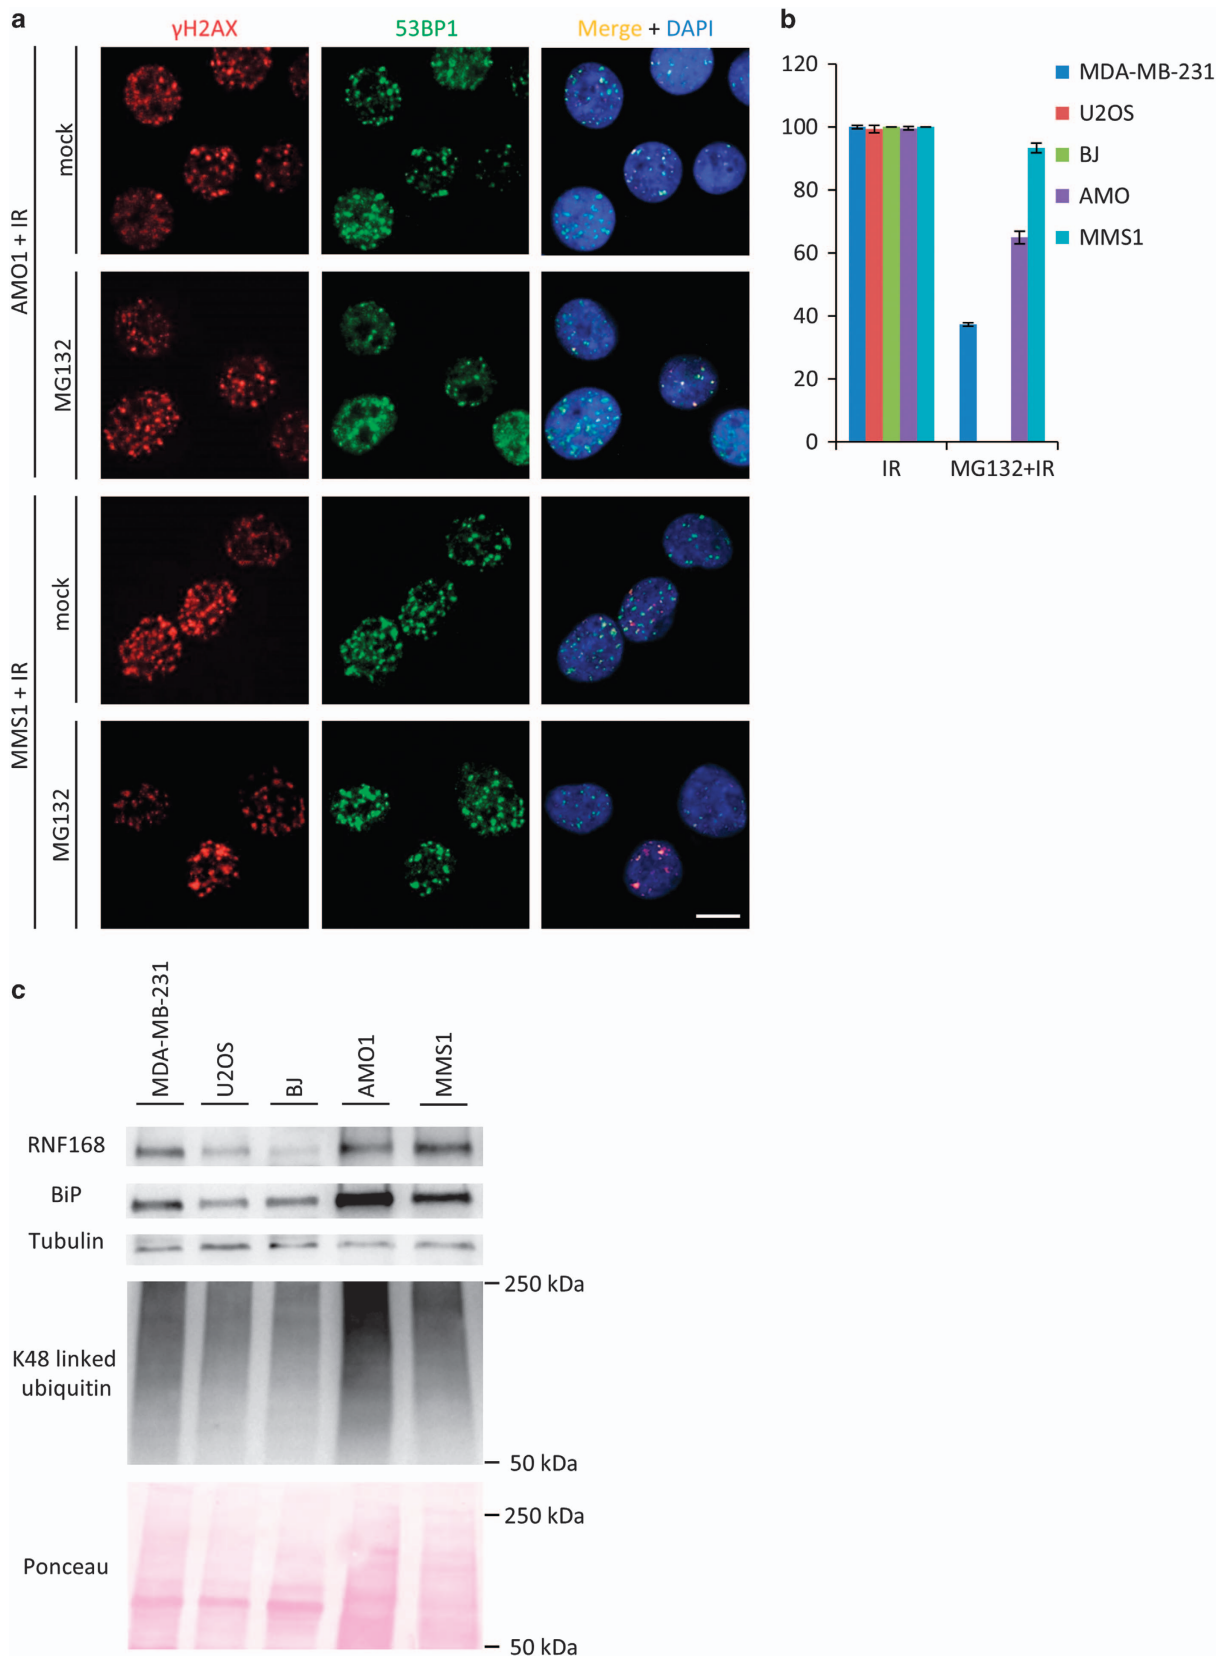 a
γH2AX
53BP1
Merge + DAPI
AMO1 + IR
mock
MG132
MMS1 + IR
mock
MG132
b
120
100
80
60
40
20
0
IR
MG132+IR
MDA-MB-231
U2OS
BJ
AMO
MMS1
c
MDA-MB-231
U2OS
BJ
AMO1
MMS1
RNF168
BiP
Tubulin
K48 linked
ubiquitin
250 kDa
50 kDa
Ponceau
250 kDa
50 kDa